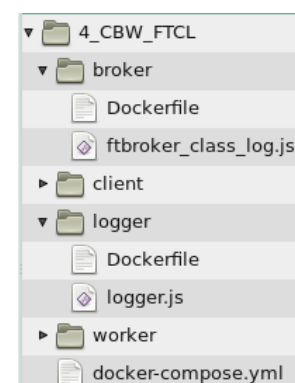 4_CBW_FTCL
broker
Dockerfile
ftbroker_class_log.js
client
logger
Dockerfile
logger.js
worker
docker-compose.yml